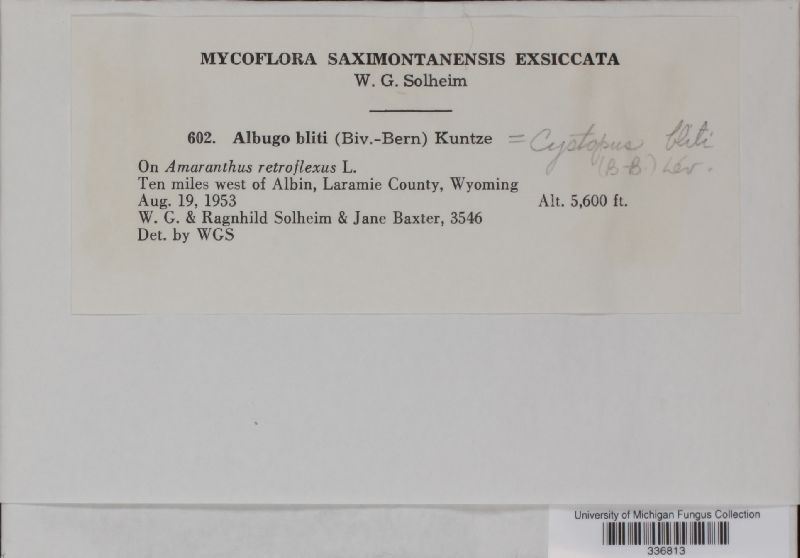 MYCOFLORA SAXIMONTANENSIS EXSICCATA
W. G. Solheim
602. Albugo bliti (Biv.-Bern) Kuntze = Cystopus bliti
(B-B) Lév.
On Amaranthus retroflexus L.
Ten miles west of Albin, Laramie County, Wyoming
Aug. 19, 1953 Alt. 5,600 ft.
W. G. & Ragnhild Solheim & Jane Baxter, 3546
Det. by WGS
University of Michigan Fungus Collection
336813